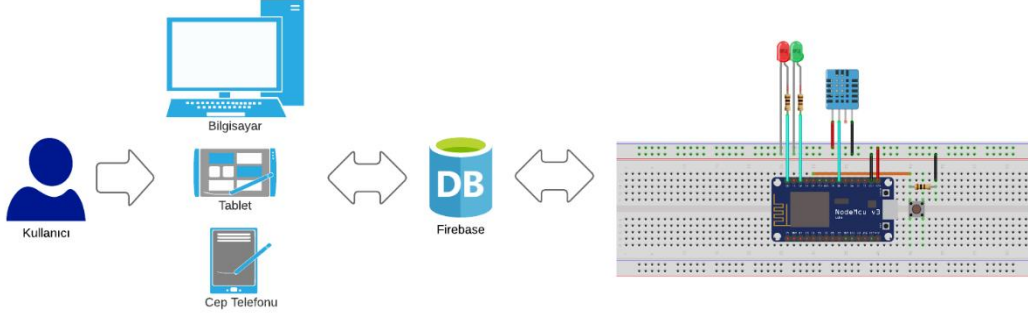 Kullanıcı
Bilgisayar
Tablet
Cep Telefonu
DB
Firebase
NodeMcu v3